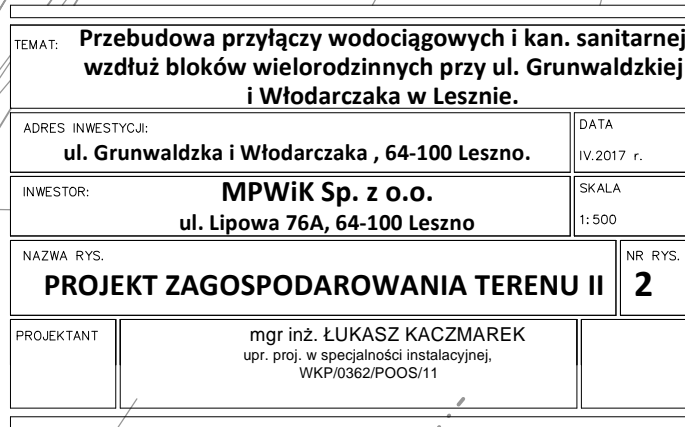 TEMAT: Przebudowa przyłączy wodociągowych i kan. sanitarnej
wzdłuż bloków wielorodzinnych przy ul. Grunwaldzkiej
i Włodarczaka w Lesznie.
ADRES INWESTYCJI:
ul. Grunwaldzka i Włodarczaka , 64-100 Leszno.
DATA
IV.2017 r.
INWESTOR:
MPWiK Sp. z o.o.
ul. Lipowa 76A, 64-100 Leszno
SKALA
1:500
NAZWA RYS.
PROJEKT ZAGOSPODAROWANIA TERENU II
NR RYS.
2
PROJEKTANT
mgr inż. ŁUKASZ KACZMAREK
upr. proj. w specjalności instalacyjnej,
WKP/0362/POOS/11